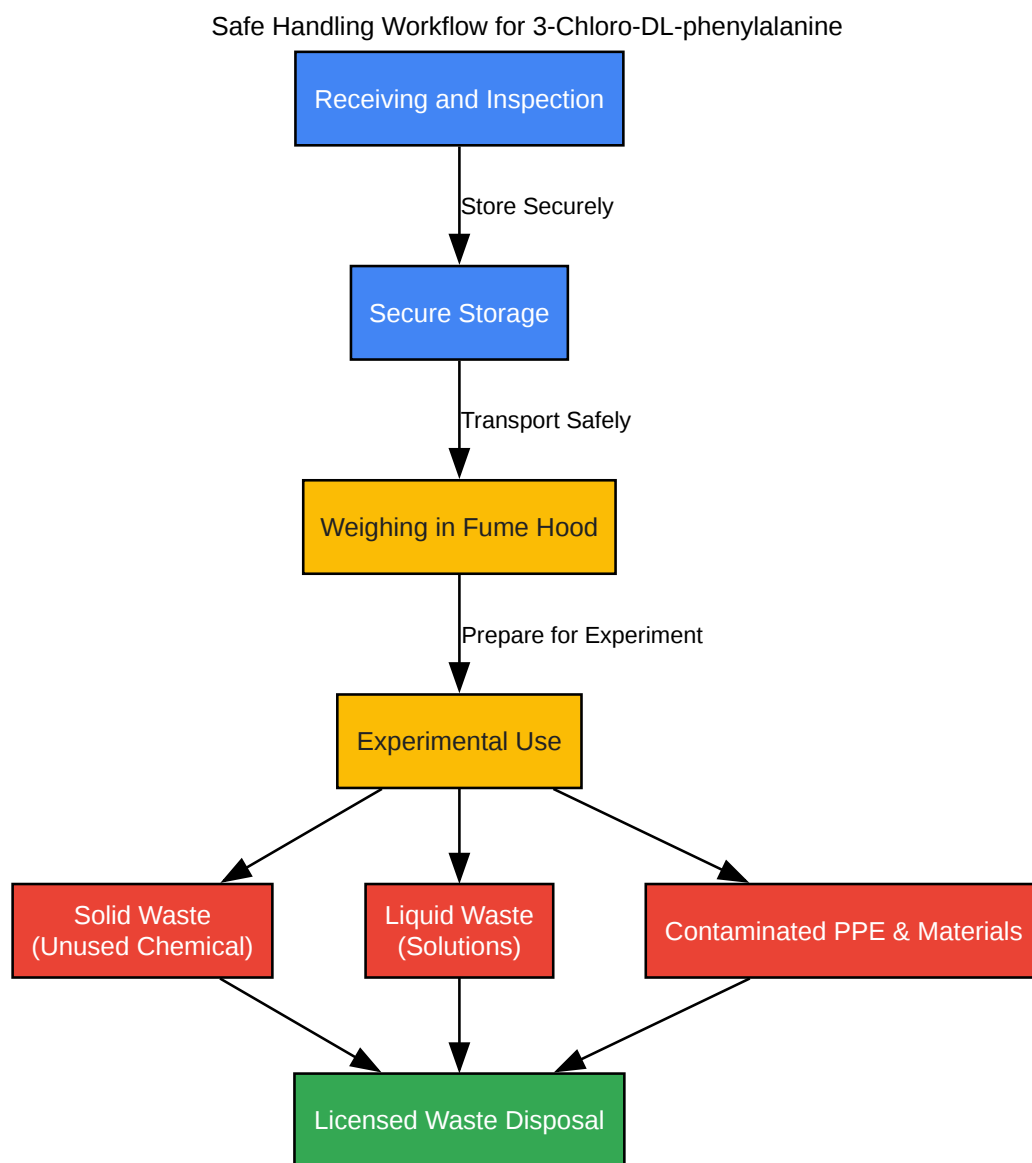 Safe Handling Workflow for 3-Chloro-DL-phenylalanine
Receiving and Inspection
Store Securely
Secure Storage
Transport Safely
Weighing in Fume Hood
Prepare for Experiment
Experimental Use
Solid Waste
(Unused Chemical)
Liquid Waste
(Solutions)
Contaminated PPE & Materials
Licensed Waste Disposal